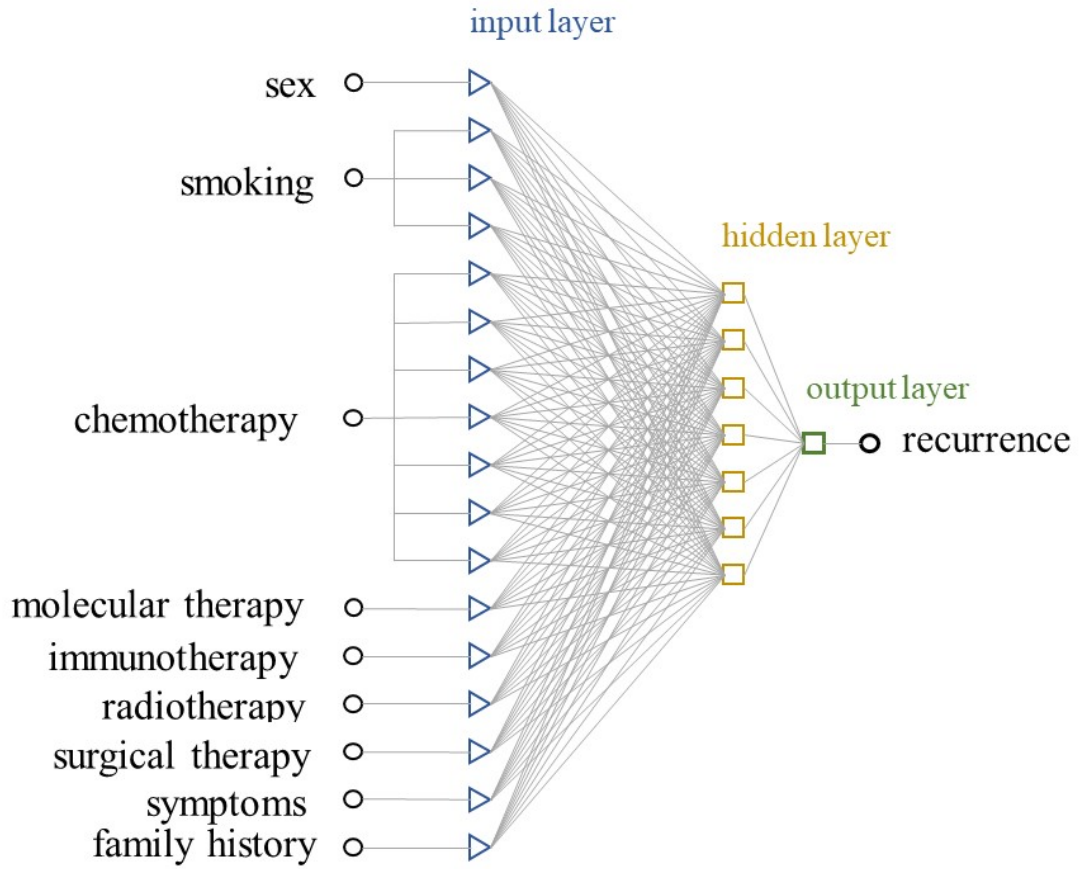 input layer
sex
smoking
hidden layer
output layer
chemotherapy
recurrence
molecular therapy
immunotherapy
radiotherapy
surgical therapy
symptoms
family history